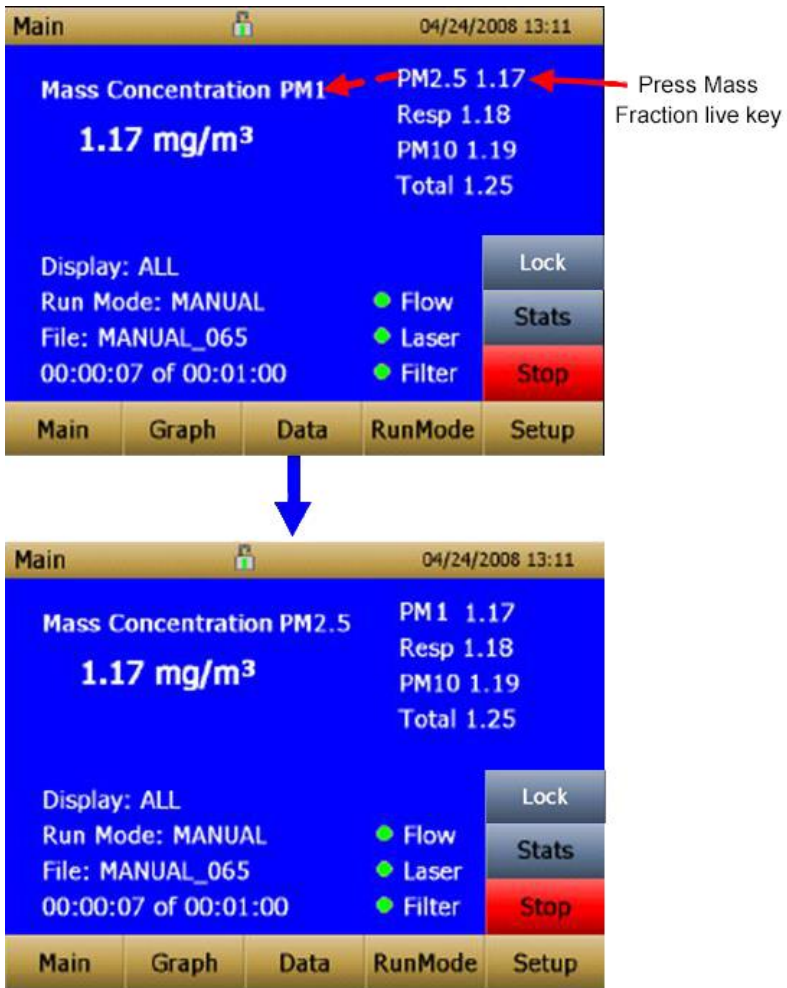 Main 04/24/2008 13:11
Mass Concentration PM1
1.17 mg/m³
PM2.5 1.17
Resp 1.18
PM10 1.19
Total 1.25
Press Mass
Fraction live key
Display: ALL
Run Mode: MANUAL
File: MANUAL_065
00:00:07 of 00:01:00
Flow
Laser
Filter
Lock
Stats
Stop
Main Graph Data RunMode Setup
Main 04/24/2008 13:11
Mass Concentration PM2.5
1.17 mg/m³
PM1 1.17
Resp 1.18
PM10 1.19
Total 1.25
Display: ALL
Run Mode: MANUAL
File: MANUAL_065
00:00:07 of 00:01:00
Flow
Laser
Filter
Lock
Stats
Stop
Main Graph Data RunMode Setup